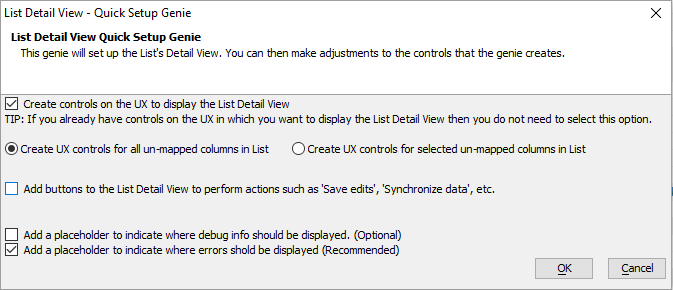 List Detail View - Quick Setup Genie
List Detail View Quick Setup Genie
This genie will set up the List's Detail View. You can then make adjustments to the controls that the genie creates.
Create controls on the UX to display the List Detail View
TIP: If you already have controls on the UX in which you want to display the List Detail View then you do not need to select this option.
Create UX controls for all un-mapped columns in List
Create UX controls for selected un-mapped columns in List
Add buttons to the List Detail View to perform actions such as 'Save edits', 'Synchronize data', etc.
Add a placeholder to indicate where debug info should be displayed. (Optional)
Add a placeholder to indicate where errors shold be displayed (Recommended)
OK
Cancel